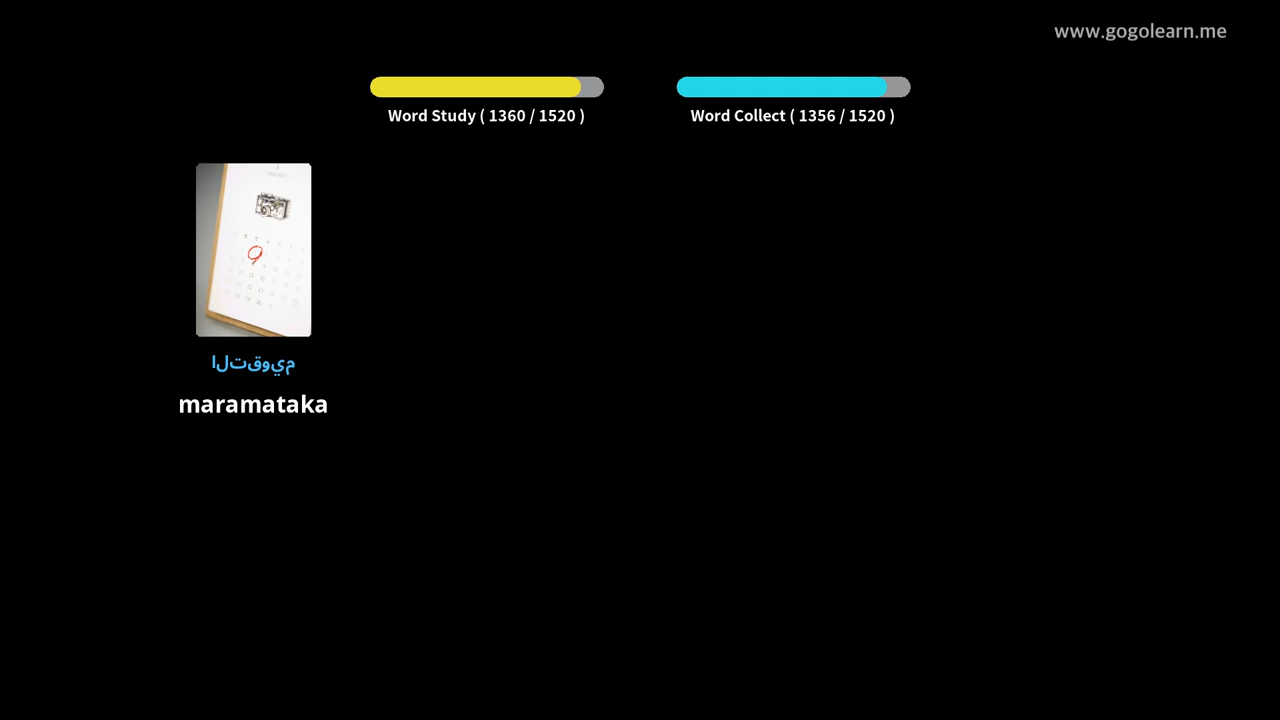 www.gogolearn.me
Word Study ( 1360 / 1520 )
Word Collect ( 1356 / 1520 )
التقويم
maramataka